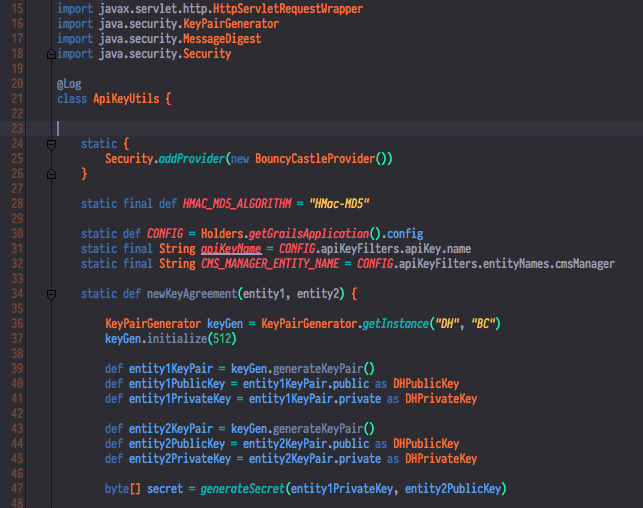 15 import javax.servlet.http.HttpServletRequestWrapper
16 import java.security.KeyPairGenerator
17 import java.security.MessageDigest
18 import java.security.Security
19
20 @Log
21 class ApiKeyUtils {
22
23
24 static {
25 Security.addProvider(new BouncyCastleProvider())
26 }
27
28 static final def HMAC_MD5_ALGORITHM = "HMac-MD5"
29
30 static def CONFIG = Holders.getGrailsApplication().config
31 static final String apiKeyName = CONFIG.apiKeyFilters.apiKey.name
32 static final String CMS_MANAGER_ENTITY_NAME = CONFIG.apiKeyFilters.entityNames.cmsManager
33
34 static def newKeyAgreement(entity1, entity2) {
35
36 KeyPairGenerator keyGen = KeyPairGenerator.getInstance("DH", "BC")
37 keyGen.initialize(512)
38
39 def entity1KeyPair = keyGen.generateKeyPair()
40 def entity1PublicKey = entity1KeyPair.public as DHPublicKey
41 def entity1PrivateKey = entity1KeyPair.private as DHPrivateKey
42
43 def entity2KeyPair = keyGen.generateKeyPair()
44 def entity2PublicKey = entity2KeyPair.public as DHPublicKey
45 def entity2PrivateKey = entity2KeyPair.private as DHPrivateKey
46
47 byte[] secret = generateSecret(entity1PrivateKey, entity2PublicKey)
48